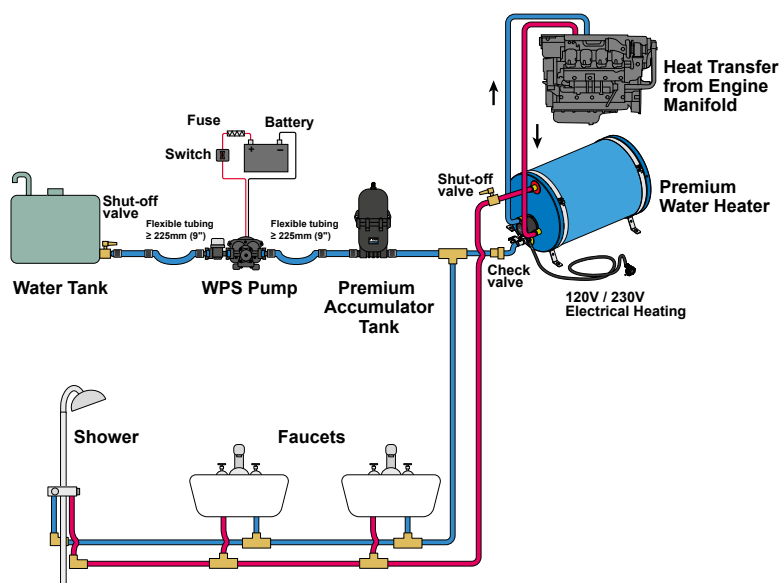 Heat Transfer
from Engine
Manifold
Fuse
Battery
+ −
Switch
Shut-off
valve
Premium
Water Heater
Shut-off
valve
Flexible tubing
≥ 225mm (9")
Flexible tubing
≥ 225mm (9")
Water Tank
WPS Pump
Premium
Accumulator
Tank
Check
valve
120V / 230V
Electrical Heating
Shower
Faucets